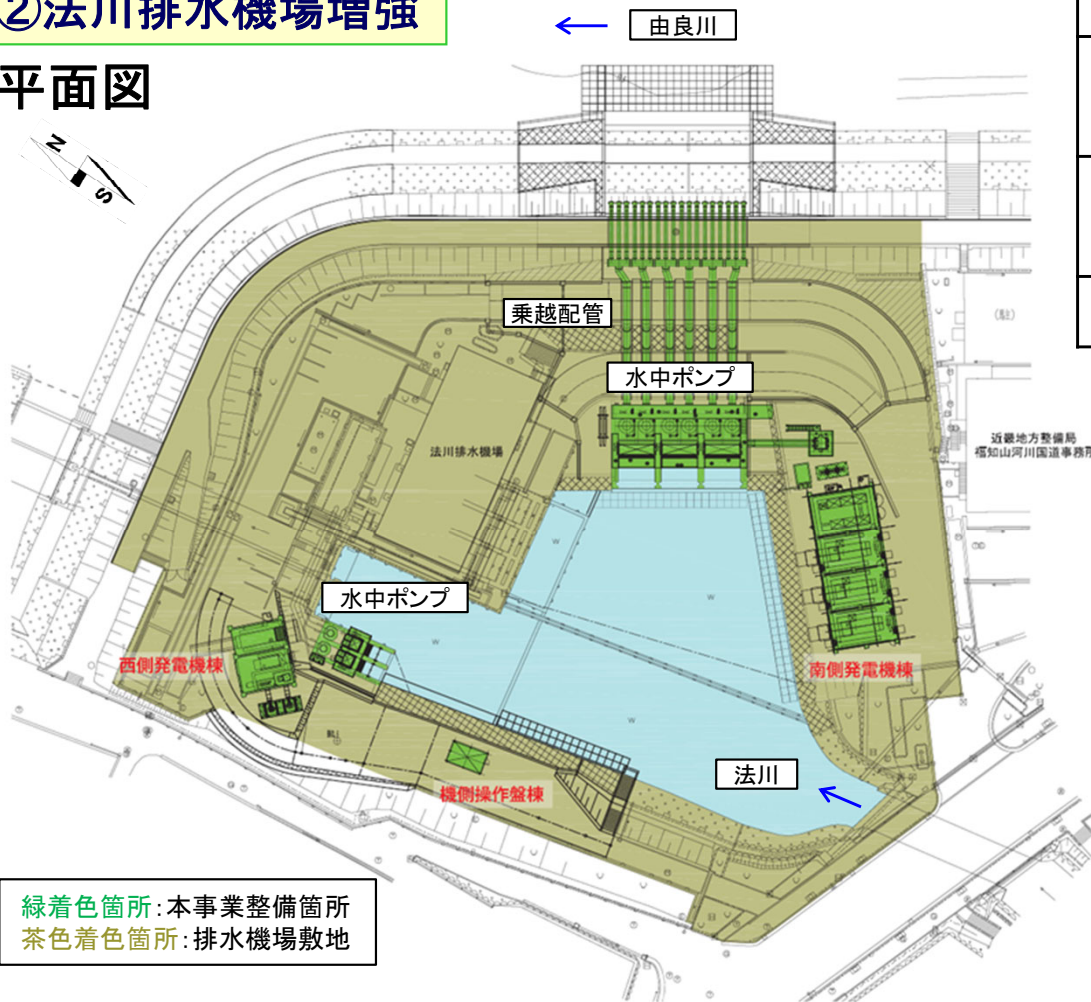 ②法川排水機場増強
由良川
平面図
N
S
乗越配管
水中ポンプ
(駐)
法川排水機場
近畿地方整備局
福知山河川国道事務所
水中ポンプ
西側発電機棟
南側発電機棟
法川
機側操作盤棟
緑着色箇所:本事業整備箇所
茶色着色箇所:排水機場敷地